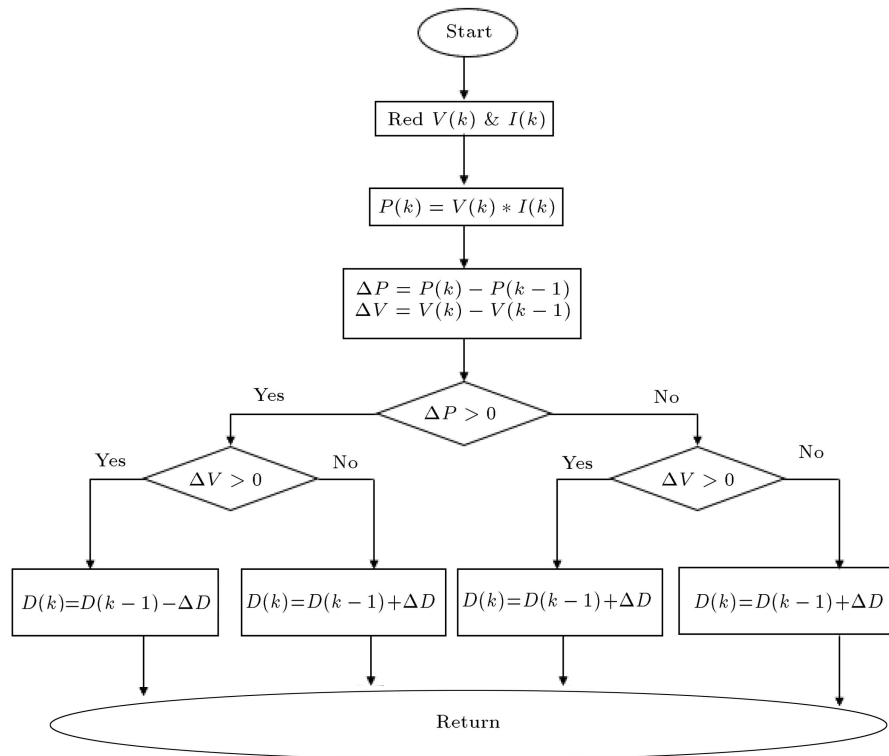 Start
Red V(k) & I(k)
P(k) = V(k) * I(k)
ΔP = P(k) − P(k − 1)
ΔV = V(k) − V(k − 1)
Yes
ΔP > 0
No
Yes
ΔV > 0
No
Yes
ΔV > 0
No
D(k)=D(k − 1)−ΔD
D(k)=D(k − 1)+ΔD
D(k)=D(k − 1)+ΔD
D(k)=D(k − 1)+ΔD
Return